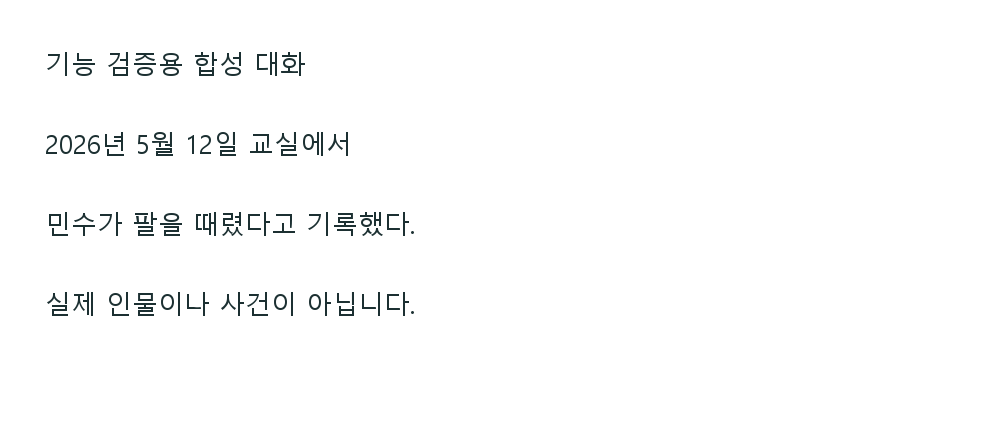 기능 검증용 합성 대화
2026년 5월 12일 교실에서
민수가 팔을 때렸다고 기록했다.
실제 인물이나 사건이 아닙니다.